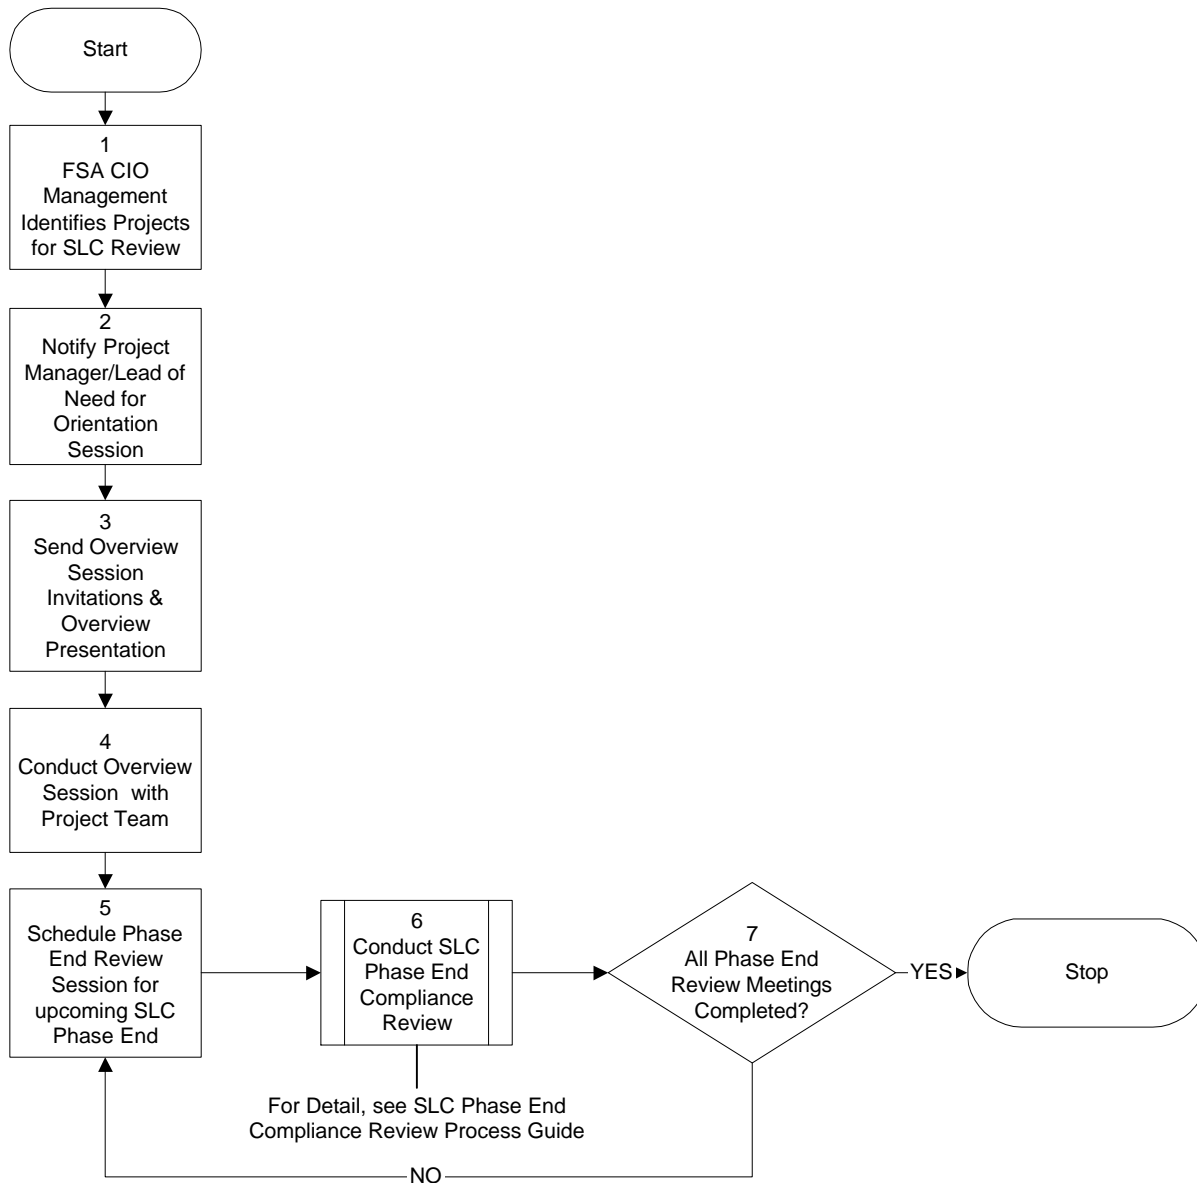 Start
1
FSA CIO
Management
Identifies Projects
for SLC Review
2
Notify Project
Manager/Lead of
Need for
Orientation
Session
3
Send Overview
Session
Invitations &
Overview
Presentation
4
Conduct Overview
Session with
Project Team
5
Schedule Phase
End Review
Session for
upcoming SLC
Phase End
6
Conduct SLC
Phase End
Compliance
Review
For Detail, see SLC Phase End
Compliance Review Process Guide
7
All Phase End
Review Meetings
Completed?
YES
Stop
NO